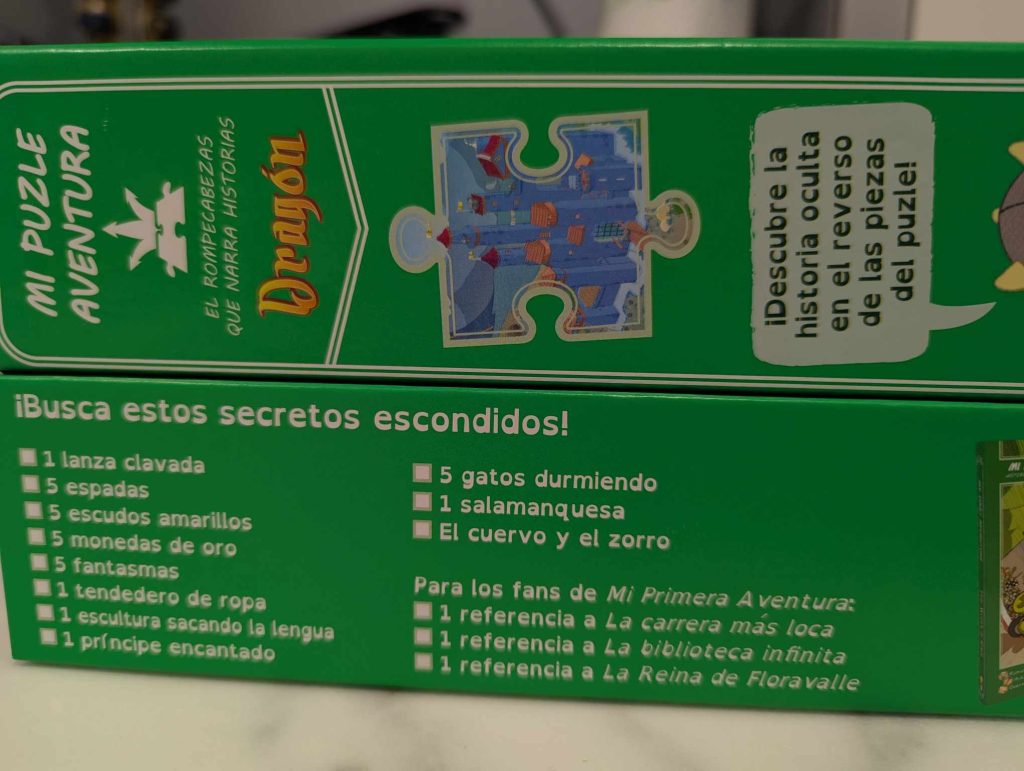 MI PUZLE
AVENTURA
EL ROMPECABEZAS
QUE NARRA HISTORIAS
Dragón
¡Descubre la
historia oculta
en el reverso
de las piezas
del puzle!
¡Busca estos secretos escondidos!
1 lanza clavada
5 espadas
5 escudos amarillos
5 monedas de oro
5 fantasmas
1 tendedero de ropa
1 escultura sacando la lengua
1 príncipe encantado
5 gatos durmiendo
1 salamanquesa
El cuervo y el zorro
Para los fans de Mi Primera Aventura:
1 referencia a La carrera más loca
1 referencia a La biblioteca infinita
1 referencia a La Reina de Floravalle
MI